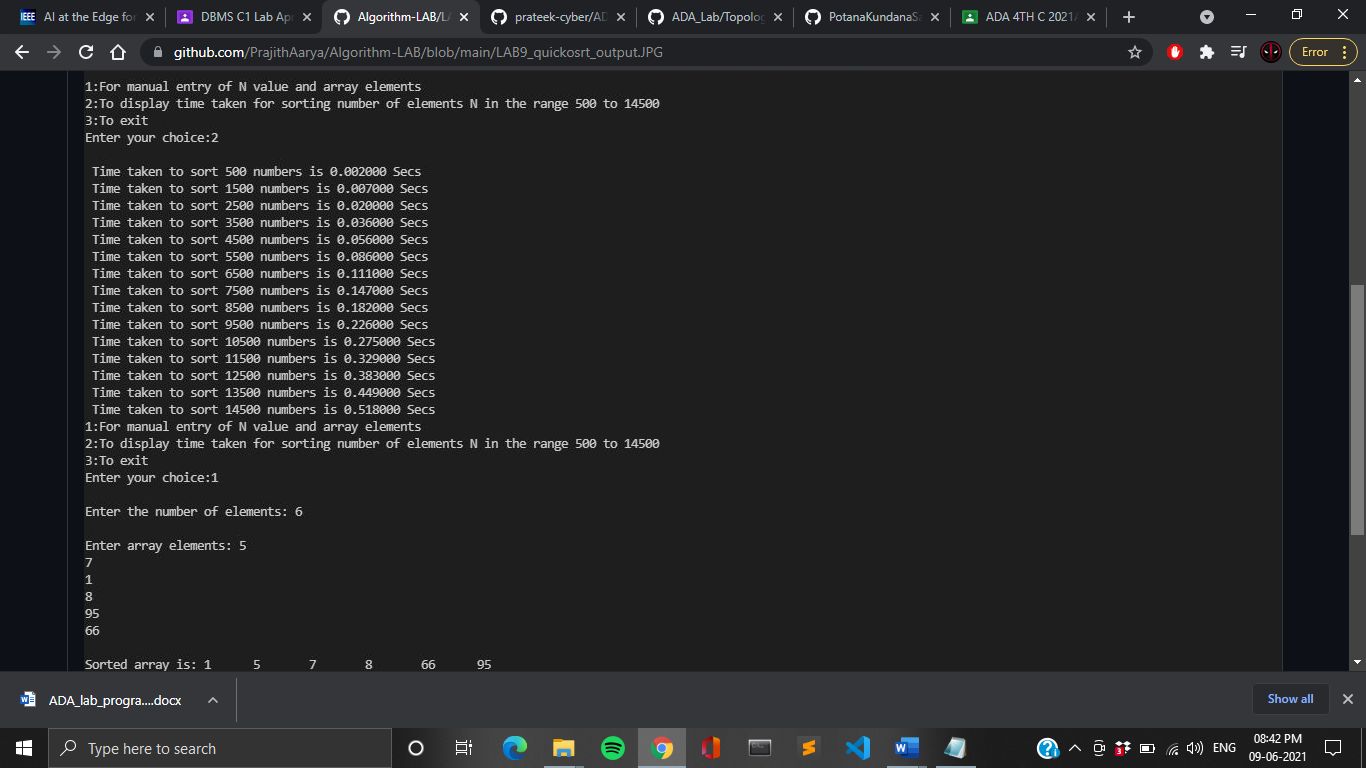 AI at the Edge for
DBMS C1 Lab Apr
Algorithm-LAB/LA
prateek-cyber/AD
ADA_Lab/Topolog
PotanaKundanaSa
ADA 4TH C 2021A
github.com/PrajithAarya/Algorithm-LAB/blob/main/LAB9_quickosrt_output.JPG
Error
1:For manual entry of N value and array elements
2:To display time taken for sorting number of elements N in the range 500 to 14500
3:To exit
Enter your choice:2
Time taken to sort 500 numbers is 0.002000 Secs
Time taken to sort 1500 numbers is 0.007000 Secs
Time taken to sort 2500 numbers is 0.020000 Secs
Time taken to sort 3500 numbers is 0.036000 Secs
Time taken to sort 4500 numbers is 0.056000 Secs
Time taken to sort 5500 numbers is 0.086000 Secs
Time taken to sort 6500 numbers is 0.111000 Secs
Time taken to sort 7500 numbers is 0.147000 Secs
Time taken to sort 8500 numbers is 0.182000 Secs
Time taken to sort 9500 numbers is 0.226000 Secs
Time taken to sort 10500 numbers is 0.275000 Secs
Time taken to sort 11500 numbers is 0.329000 Secs
Time taken to sort 12500 numbers is 0.383000 Secs
Time taken to sort 13500 numbers is 0.449000 Secs
Time taken to sort 14500 numbers is 0.518000 Secs
1:For manual entry of N value and array elements
2:To display time taken for sorting number of elements N in the range 500 to 14500
3:To exit
Enter your choice:1
Enter the number of elements: 6
Enter array elements: 5
7
1
8
95
66
Sorted array is: 1 5 7 8 66 95
ADA_lab_progra....docx
Show all
Type here to search
ENG
08:42 PM
09-06-2021